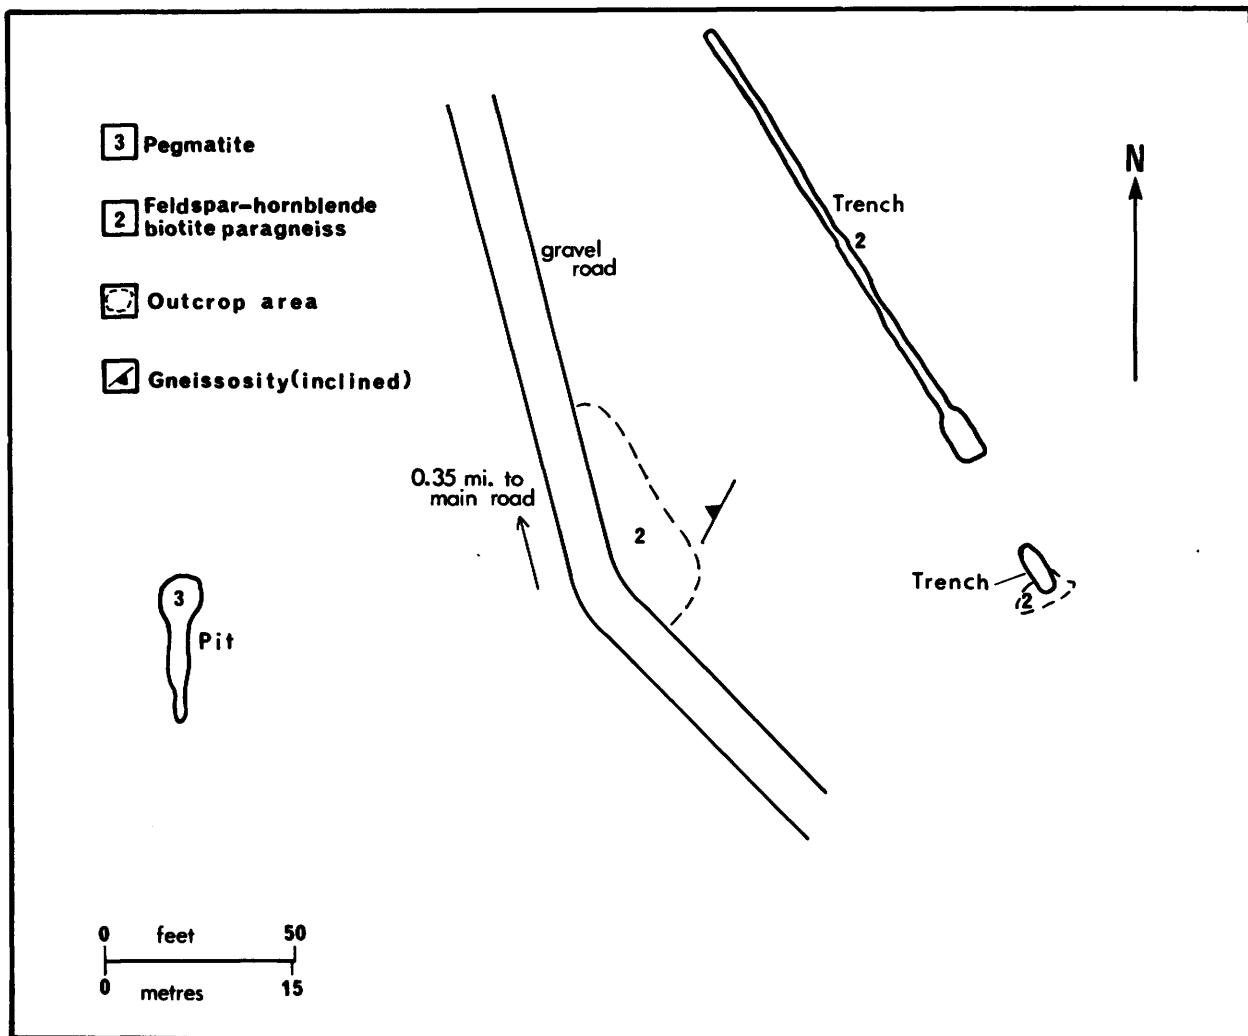 3 Pegmatite
2 Feldspar-hornblende
biotite paragneiss
Outcrop area
Gneissosity(inclined)
N
Trench
2
gravel
road
0.35 mi. to
main road
2
Trench
2
3
Pit
0 feet 50
0 metres 15